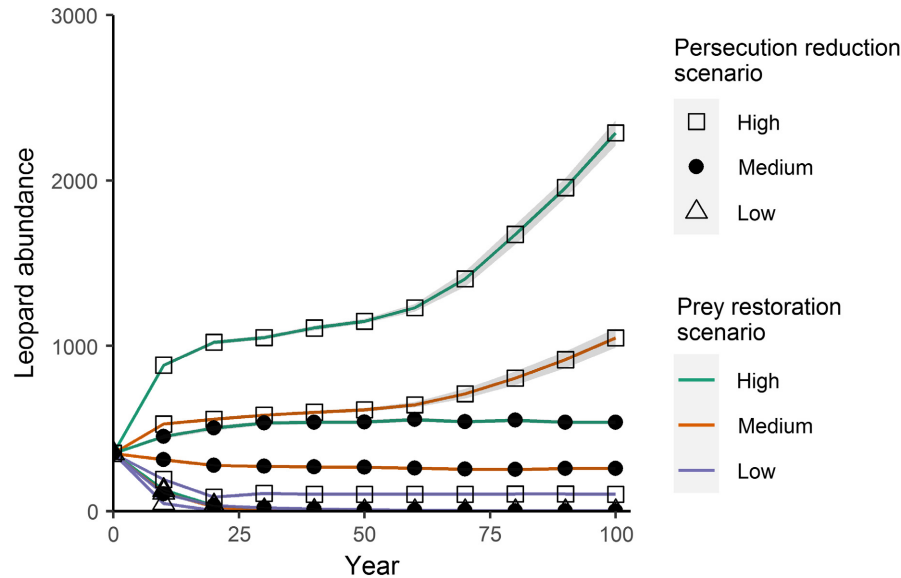 3000
2000
1000
0
Leopard abundance
0
25
50
75
100
Year
Persecution reduction
scenario
High
Medium
Low
Prey restoration
scenario
High
Medium
Low